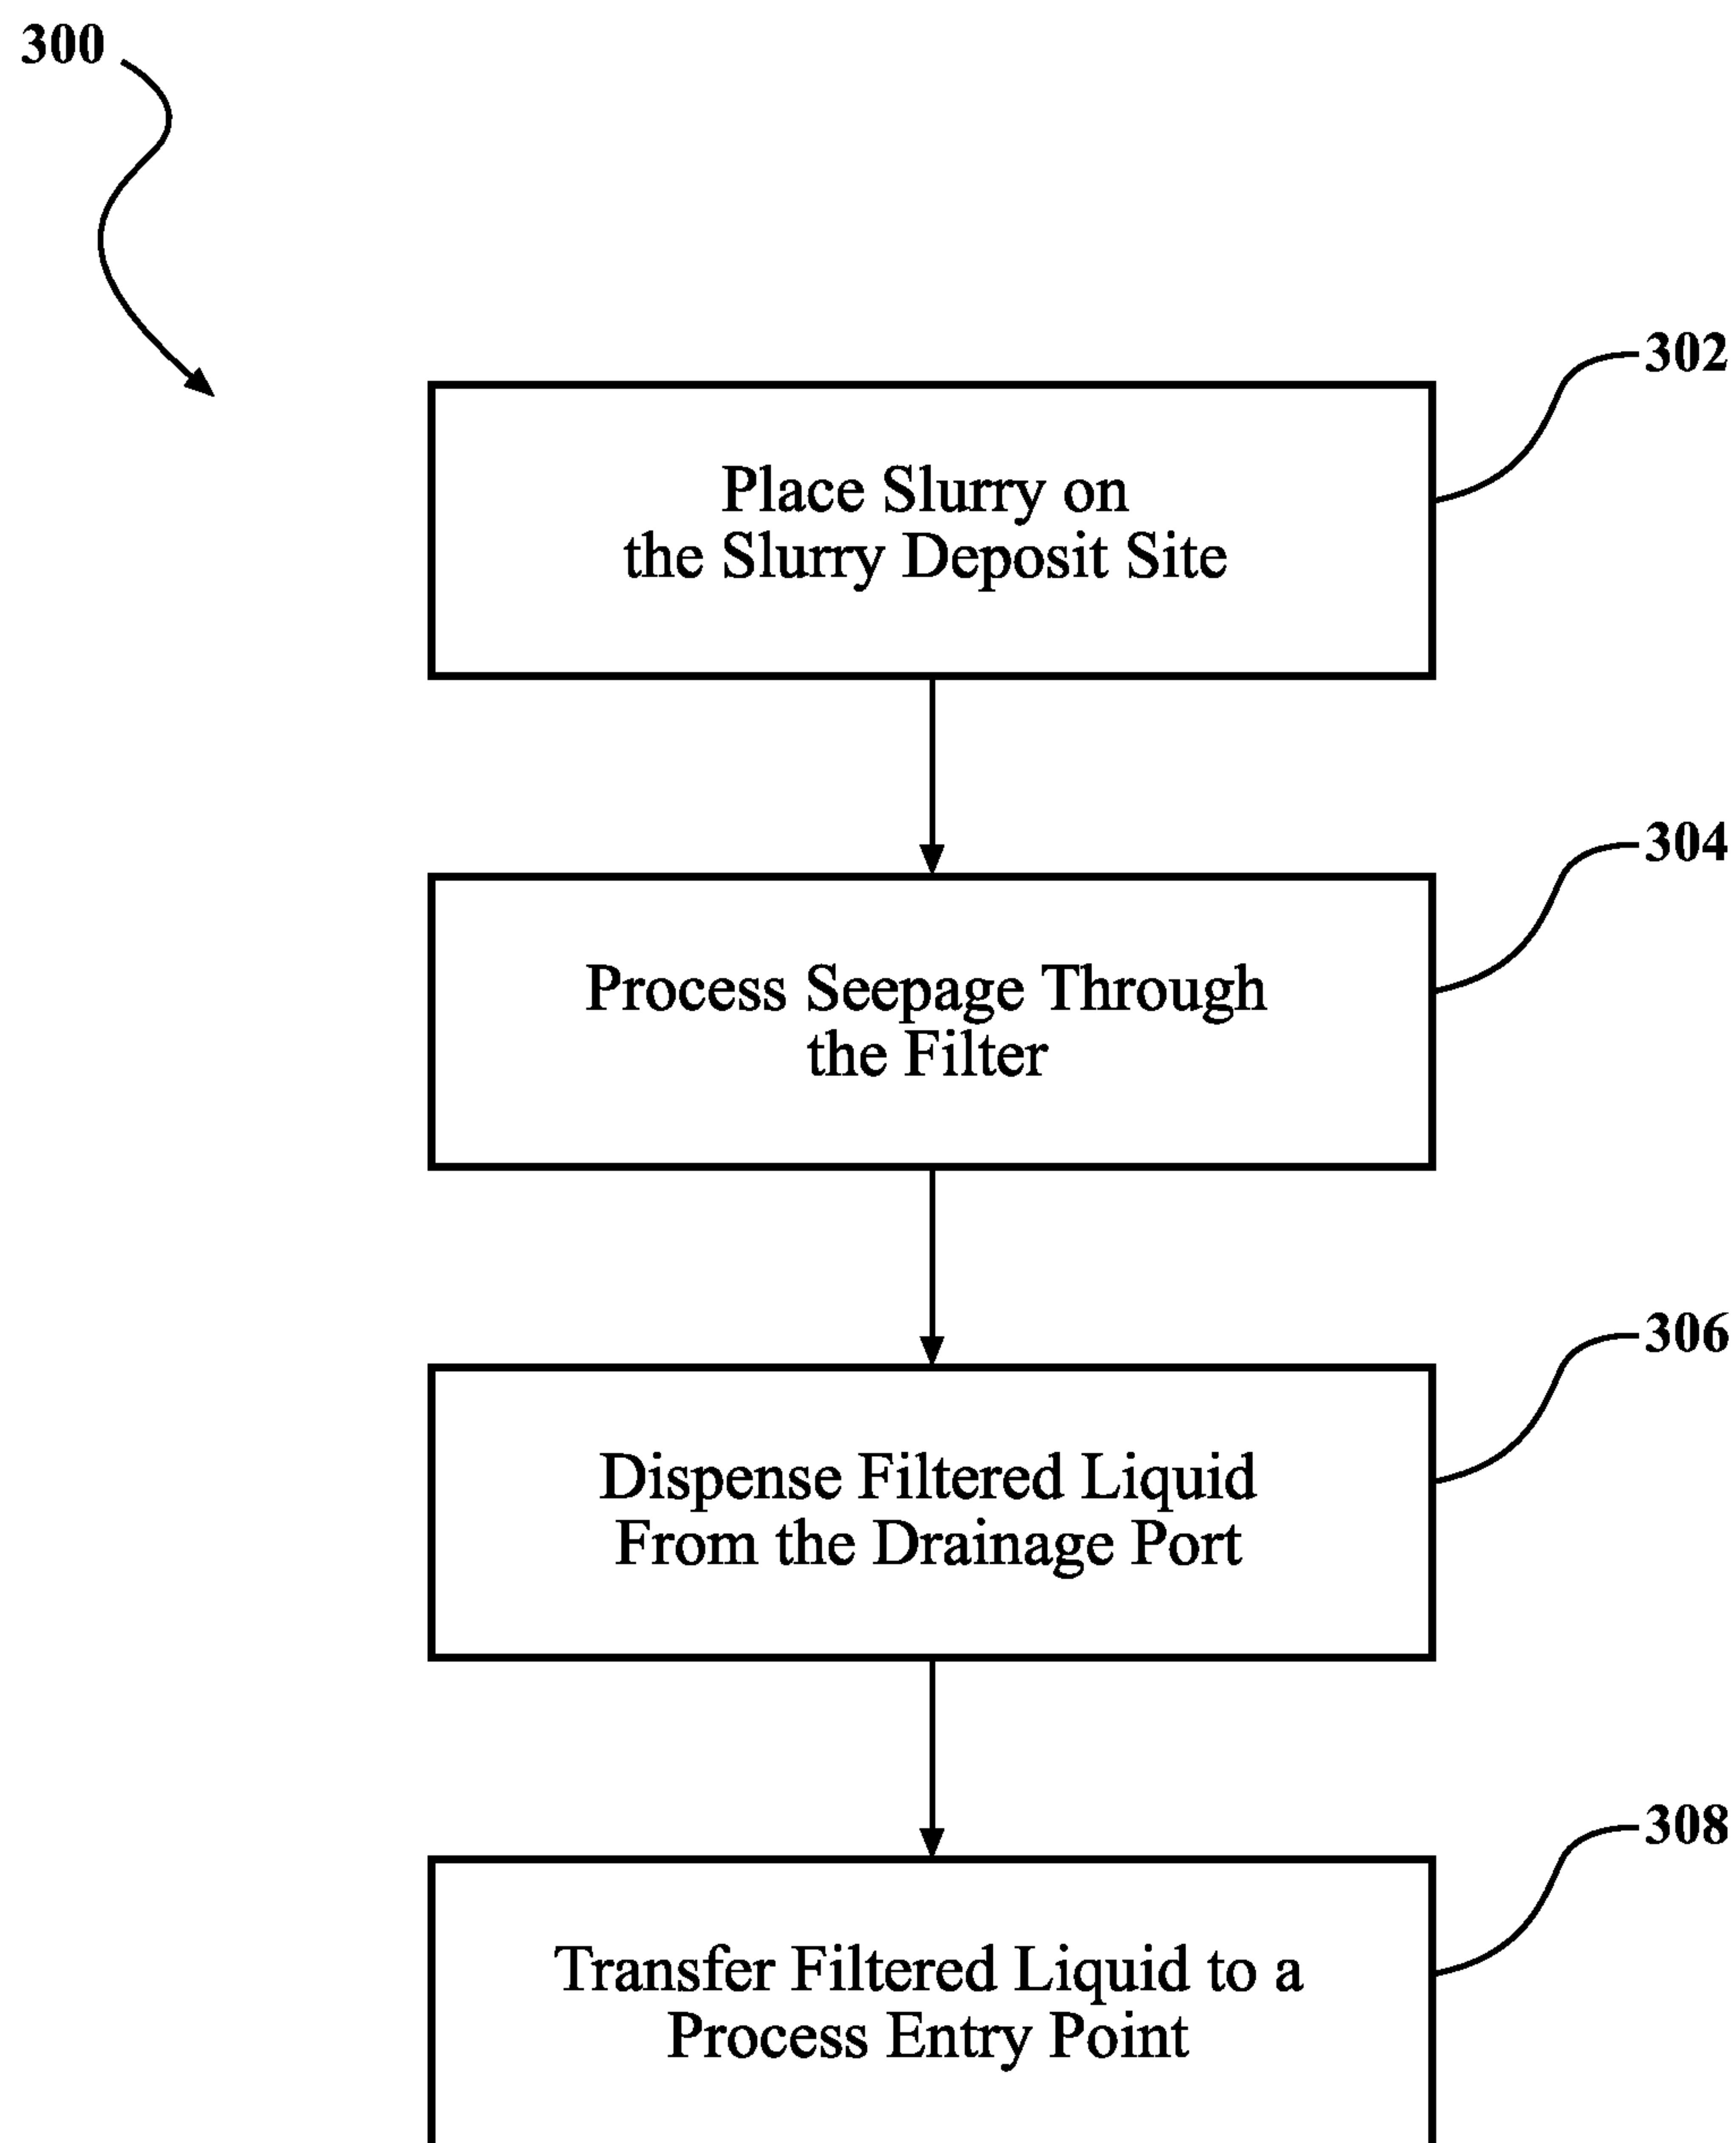 300
302
Place Slurry on
the Slurry Deposit Site
304
Process Seepage Through
the Filter
306
Dispense Filtered Liquid
From the Drainage Port
308
Transfer Filtered Liquid to a
Process Entry Point